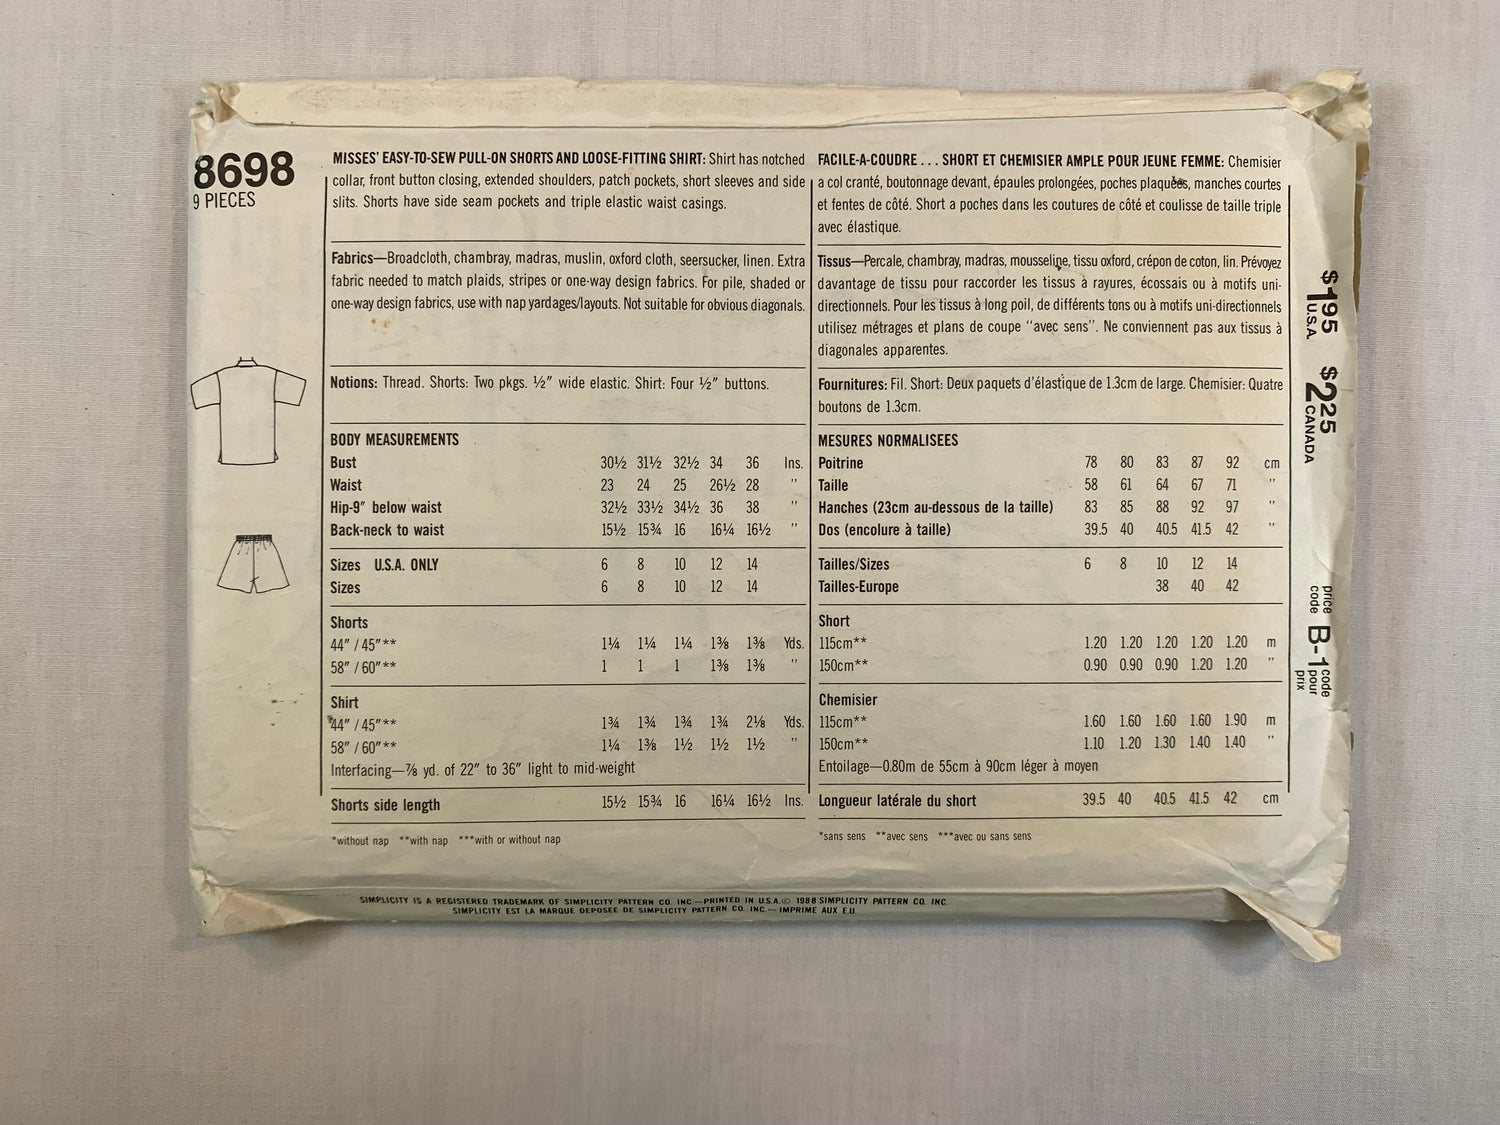 8698
9 PIECES
MISSES' EASY-TO-SEW PULL-ON SHORTS AND LOOSE-FITTING SHIRT: Shirt has notched
collar, front button closing, extended shoulders, patch pockets, short sleeves and side
slits. Shorts have side seam pockets and triple elastic waist casings.
Fabrics—Broadcloth, chambray, madras, muslin, oxford cloth, seersucker, linen. Extra
fabric needed to match plaids, stripes or one-way design fabrics. For pile, shaded or
one-way design fabrics, use with nap yardages/layouts. Not suitable for obvious diagonals.
Notions: Thread. Shorts: Two pkgs. ½" wide elastic. Shirt: Four ½" buttons.
BODY MEASUREMENTS
Bust 30½ 31½ 32½ 34 36 Ins.
Waist 23 24 25 26½ 28 "
Hip-9" below waist 32½ 33½ 34½ 36 38 "
Back-neck to waist 15½ 15¾ 16 16¼ 16½ "
Sizes U.S.A. ONLY 6 8 10 12 14
Sizes 6 8 10 12 14
Shorts
44" / 45"** 1¼ 1¼ 1¼ 1⅜ 1⅜ Yds.
58" / 60"** 1 1 1 1⅜ 1⅜ "
Shirt
44" / 45"** 1¾ 1¾ 1¾ 1¾ 2⅛ Yds.
58" / 60"** 1¼ 1⅜ 1½ 1½ 1½ "
Interfacing—⅞ yd. of 22" to 36" light to mid-weight
Shorts side length 15½ 15¾ 16 16¼ 16½ Ins.
*without nap **with nap ***with or without nap
FACILE-A-COUDRE . . . SHORT ET CHEMISIER AMPLE POUR JEUNE FEMME: Chemisier
a col cranté, boutonnage devant, épaules prolongées, poches plaquées, manches courtes
et fentes de côté. Short a poches dans les coutures de côté et coulisse de taille triple
avec élastique.
Tissus—Percale, chambray, madras, mousseline, tissu oxford, crépon de coton, lin. Prévoyez
davantage de tissu pour raccorder les tissus à rayures, écossais ou à motifs uni-
directionnels. Pour les tissus à long poil, de différents tons ou à motifs uni-directionnels
utilisez métrages et plans de coupe "avec sens". Ne conviennent pas aux tissus à
diagonales apparentes.
Fournitures: Fil. Short: Deux paquets d'élastique de 1.3cm de large. Chemisier: Quatre
boutons de 1.3cm.
MESURES NORMALISEES
Poitrine 78 80 83 87 92 cm
Taille 58 61 64 67 71 "
Hanches (23cm au-dessous de la taille) 83 85 88 92 97 "
Dos (encolure à taille) 39.5 40 40.5 41.5 42 "
Tailles/Sizes 6 8 10 12 14
Tailles-Europe 38 40 42
Short
115cm** 1.20 1.20 1.20 1.20 1.20 m
150cm** 0.90 0.90 0.90 1.20 1.20 "
Chemisier
115cm** 1.60 1.60 1.60 1.60 1.90 m
150cm** 1.10 1.20 1.30 1.40 1.40 "
Entoilage—0.80m de 55cm à 90cm léger à moyen
Longueur latérale du short 39.5 40 40.5 41.5 42 cm
*sans sens **avec sens ***avec ou sans sens
$195 U.S.A.
$225 CANADA
price code B-1 code pour prix
SIMPLICITY IS A REGISTERED TRADEMARK OF SIMPLICITY PATTERN CO. INC.—PRINTED IN U.S.A.© 1988 SIMPLICITY PATTERN CO. INC.
SIMPLICITY EST LA MARQUE DEPOSEE DE SIMPLICITY PATTERN CO. INC.—IMPRIME AUX E.U.